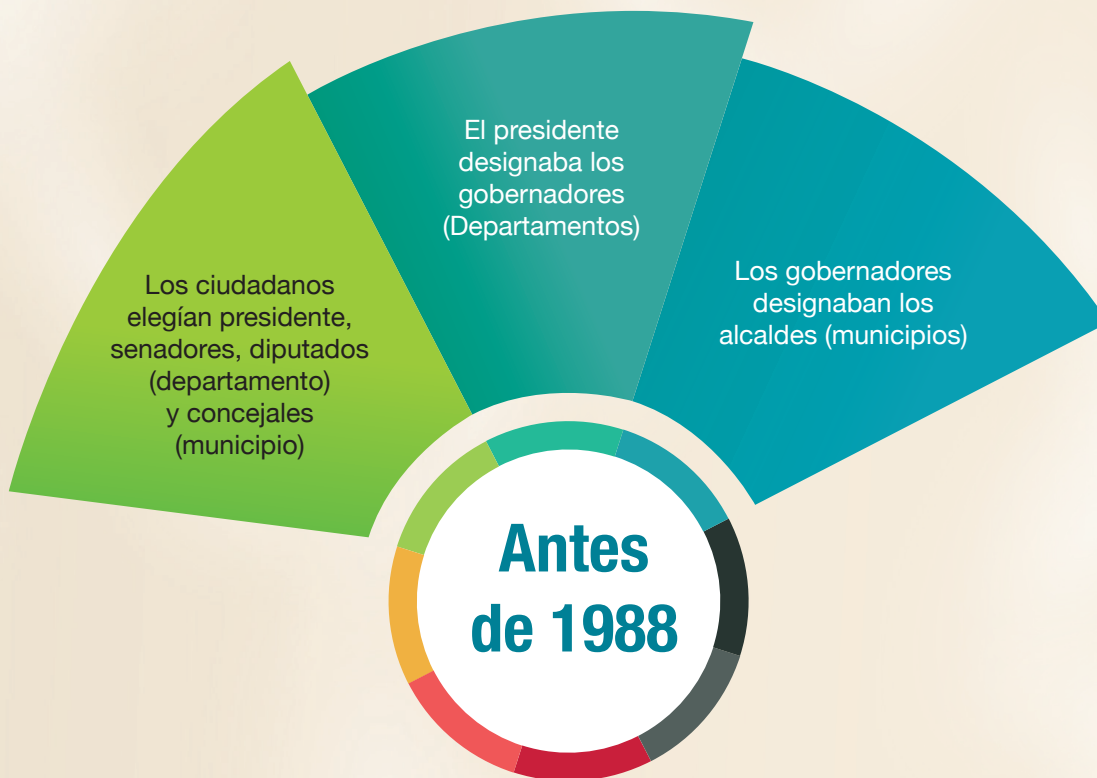 Los ciudadanos
elegían presidente,
senadores, diputados
(departamento)
y concejales
(municipio)
El presidente
designaba los
gobernadores
(Departamentos)
Los gobernadores
designaban los
alcaldes (municipios)
Antes
de 1988